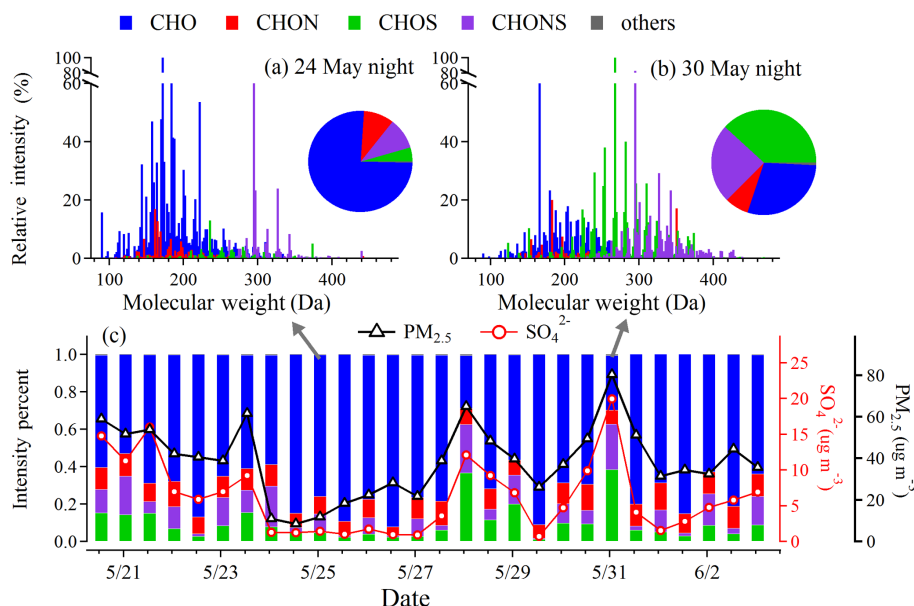 CHO CHON CHOS CHONS others
(a) 24 May night
(b) 30 May night
Relative intensity (%)
100
80
60
40
20
0
100
80
60
40
20
0
100 200 300 400
100 200 300 400
Molecular weight (Da)
Molecular weight (Da)
(c)
PM2.5 SO4 2-
Intensity percent
1.0
0.8
0.6
0.4
0.2
0.0
25
20
15
10
5
0
SO4 2- (ug m-3)
80
60
40
20
0
PM2.5 (ug m-3)
5/21 5/23 5/25 5/27 5/29 5/31 6/2
Date